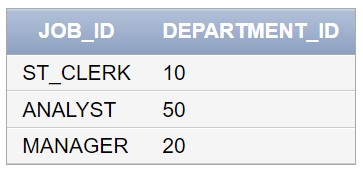 JOB_ID DEPARTMENT_ID
ST_CLERK 10
ANALYST 50
MANAGER 20